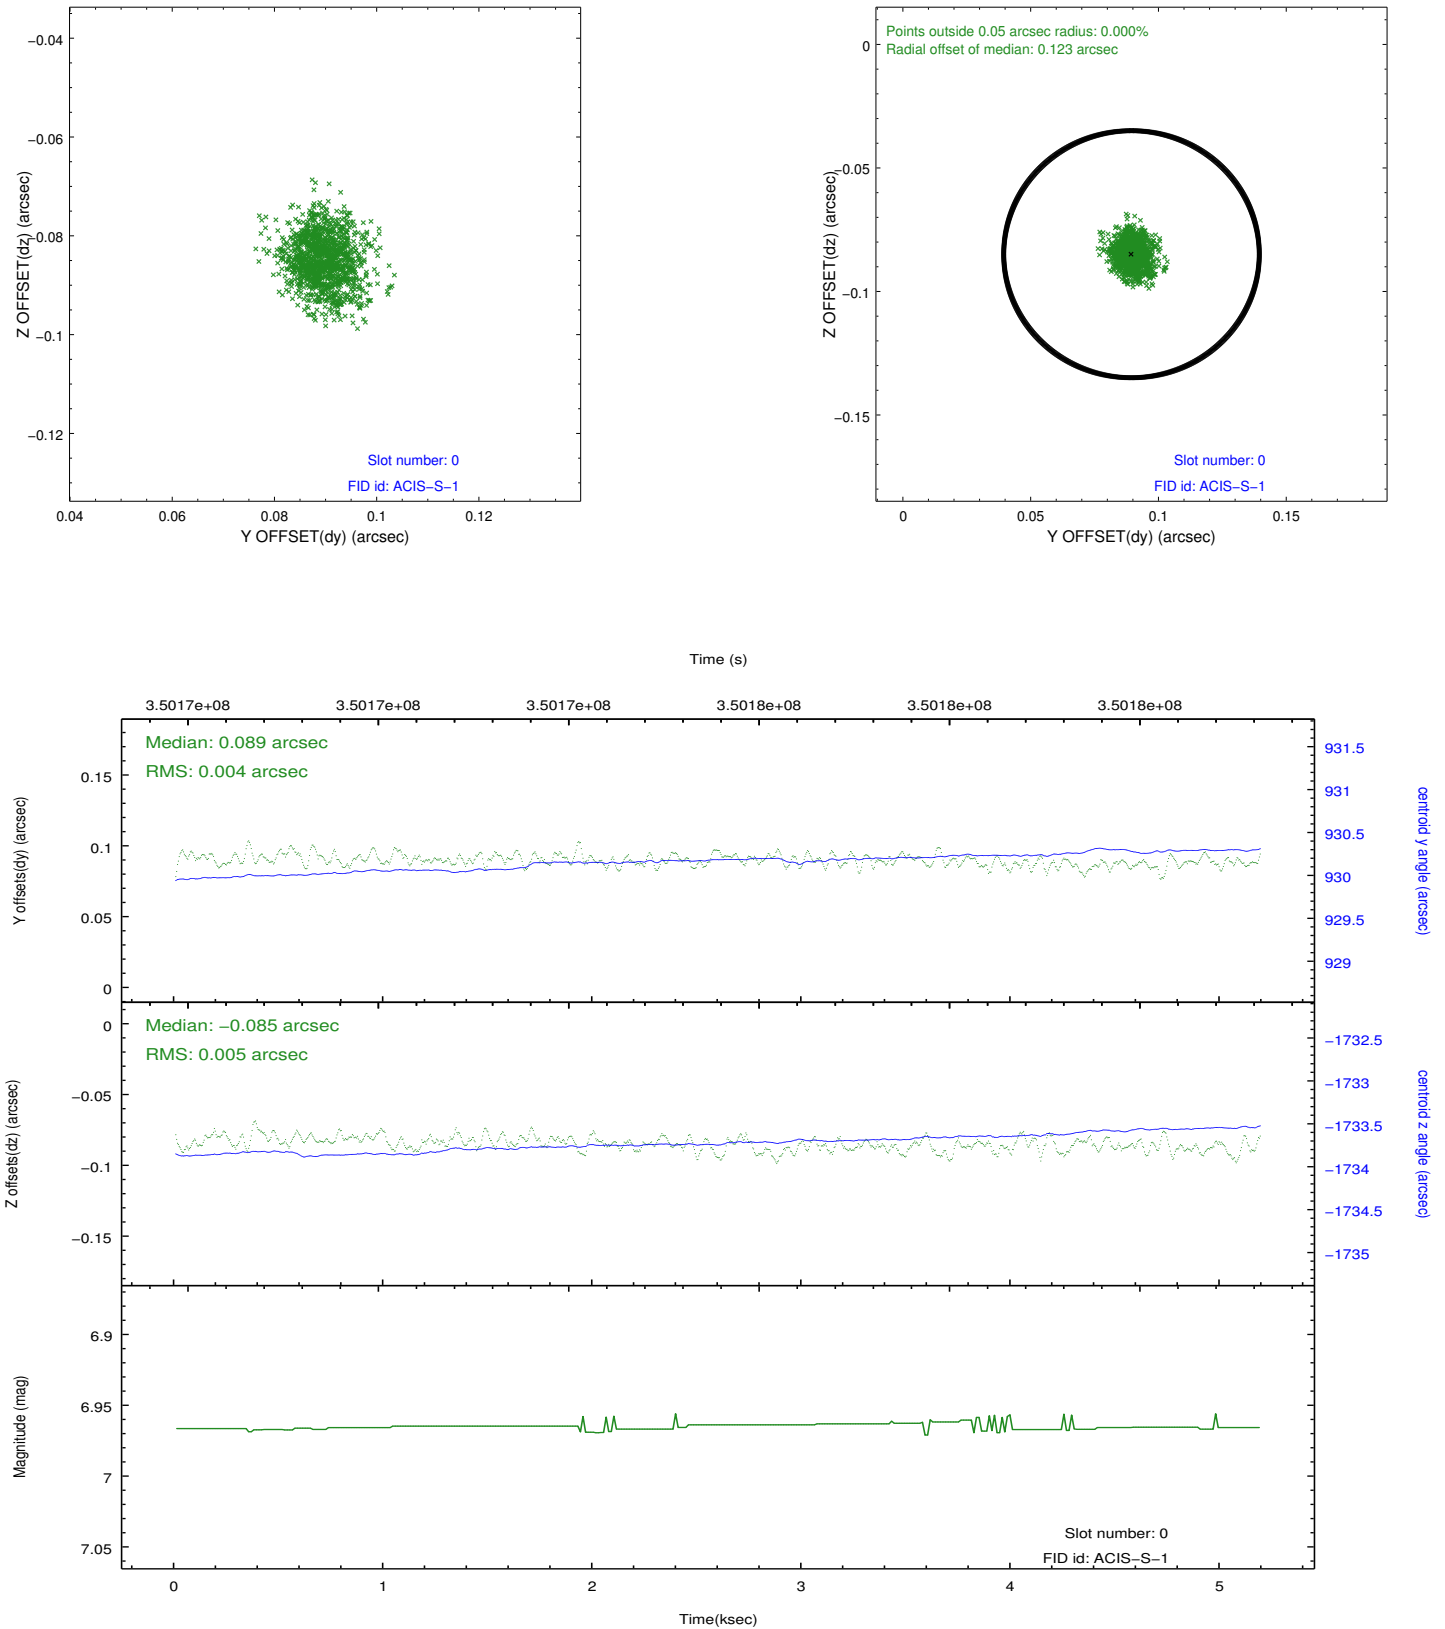 −0.04
−0.06
−0.08
−0.1
−0.12
Z OFFSET(dz) (arcsec)
Slot number: 0
FID id: ACIS−S−1
0.04 0.06 0.08 0.1 0.12
Y OFFSET(dy) (arcsec)
Points outside 0.05 arcsec radius: 0.000%
Radial offset of median: 0.123 arcsec
0
−0.05
−0.1
−0.15
Z OFFSET(dz) (arcsec)
Slot number: 0
FID id: ACIS−S−1
0 0.05 0.1 0.15
Y OFFSET(dy) (arcsec)
Time (s)
3.5017e+08 3.5017e+08 3.5017e+08 3.5018e+08 3.5018e+08 3.5018e+08
Median: 0.089 arcsec
RMS: 0.004 arcsec
0.15
0.1
0.05
0
Y offsets(dy) (arcsec)
931.5
931
930.5
930
929.5
929
centroid y angle (arcsec)
Median: −0.085 arcsec
RMS: 0.005 arcsec
0
−0.05
−0.1
−0.15
Z offsets(dz) (arcsec)
−1732.5
−1733
−1733.5
−1734
−1734.5
−1735
centroid z angle (arcsec)
6.9
6.95
7
7.05
Magnitude (mag)
Slot number: 0
FID id: ACIS−S−1
0 1 2 3 4 5
Time(ksec)